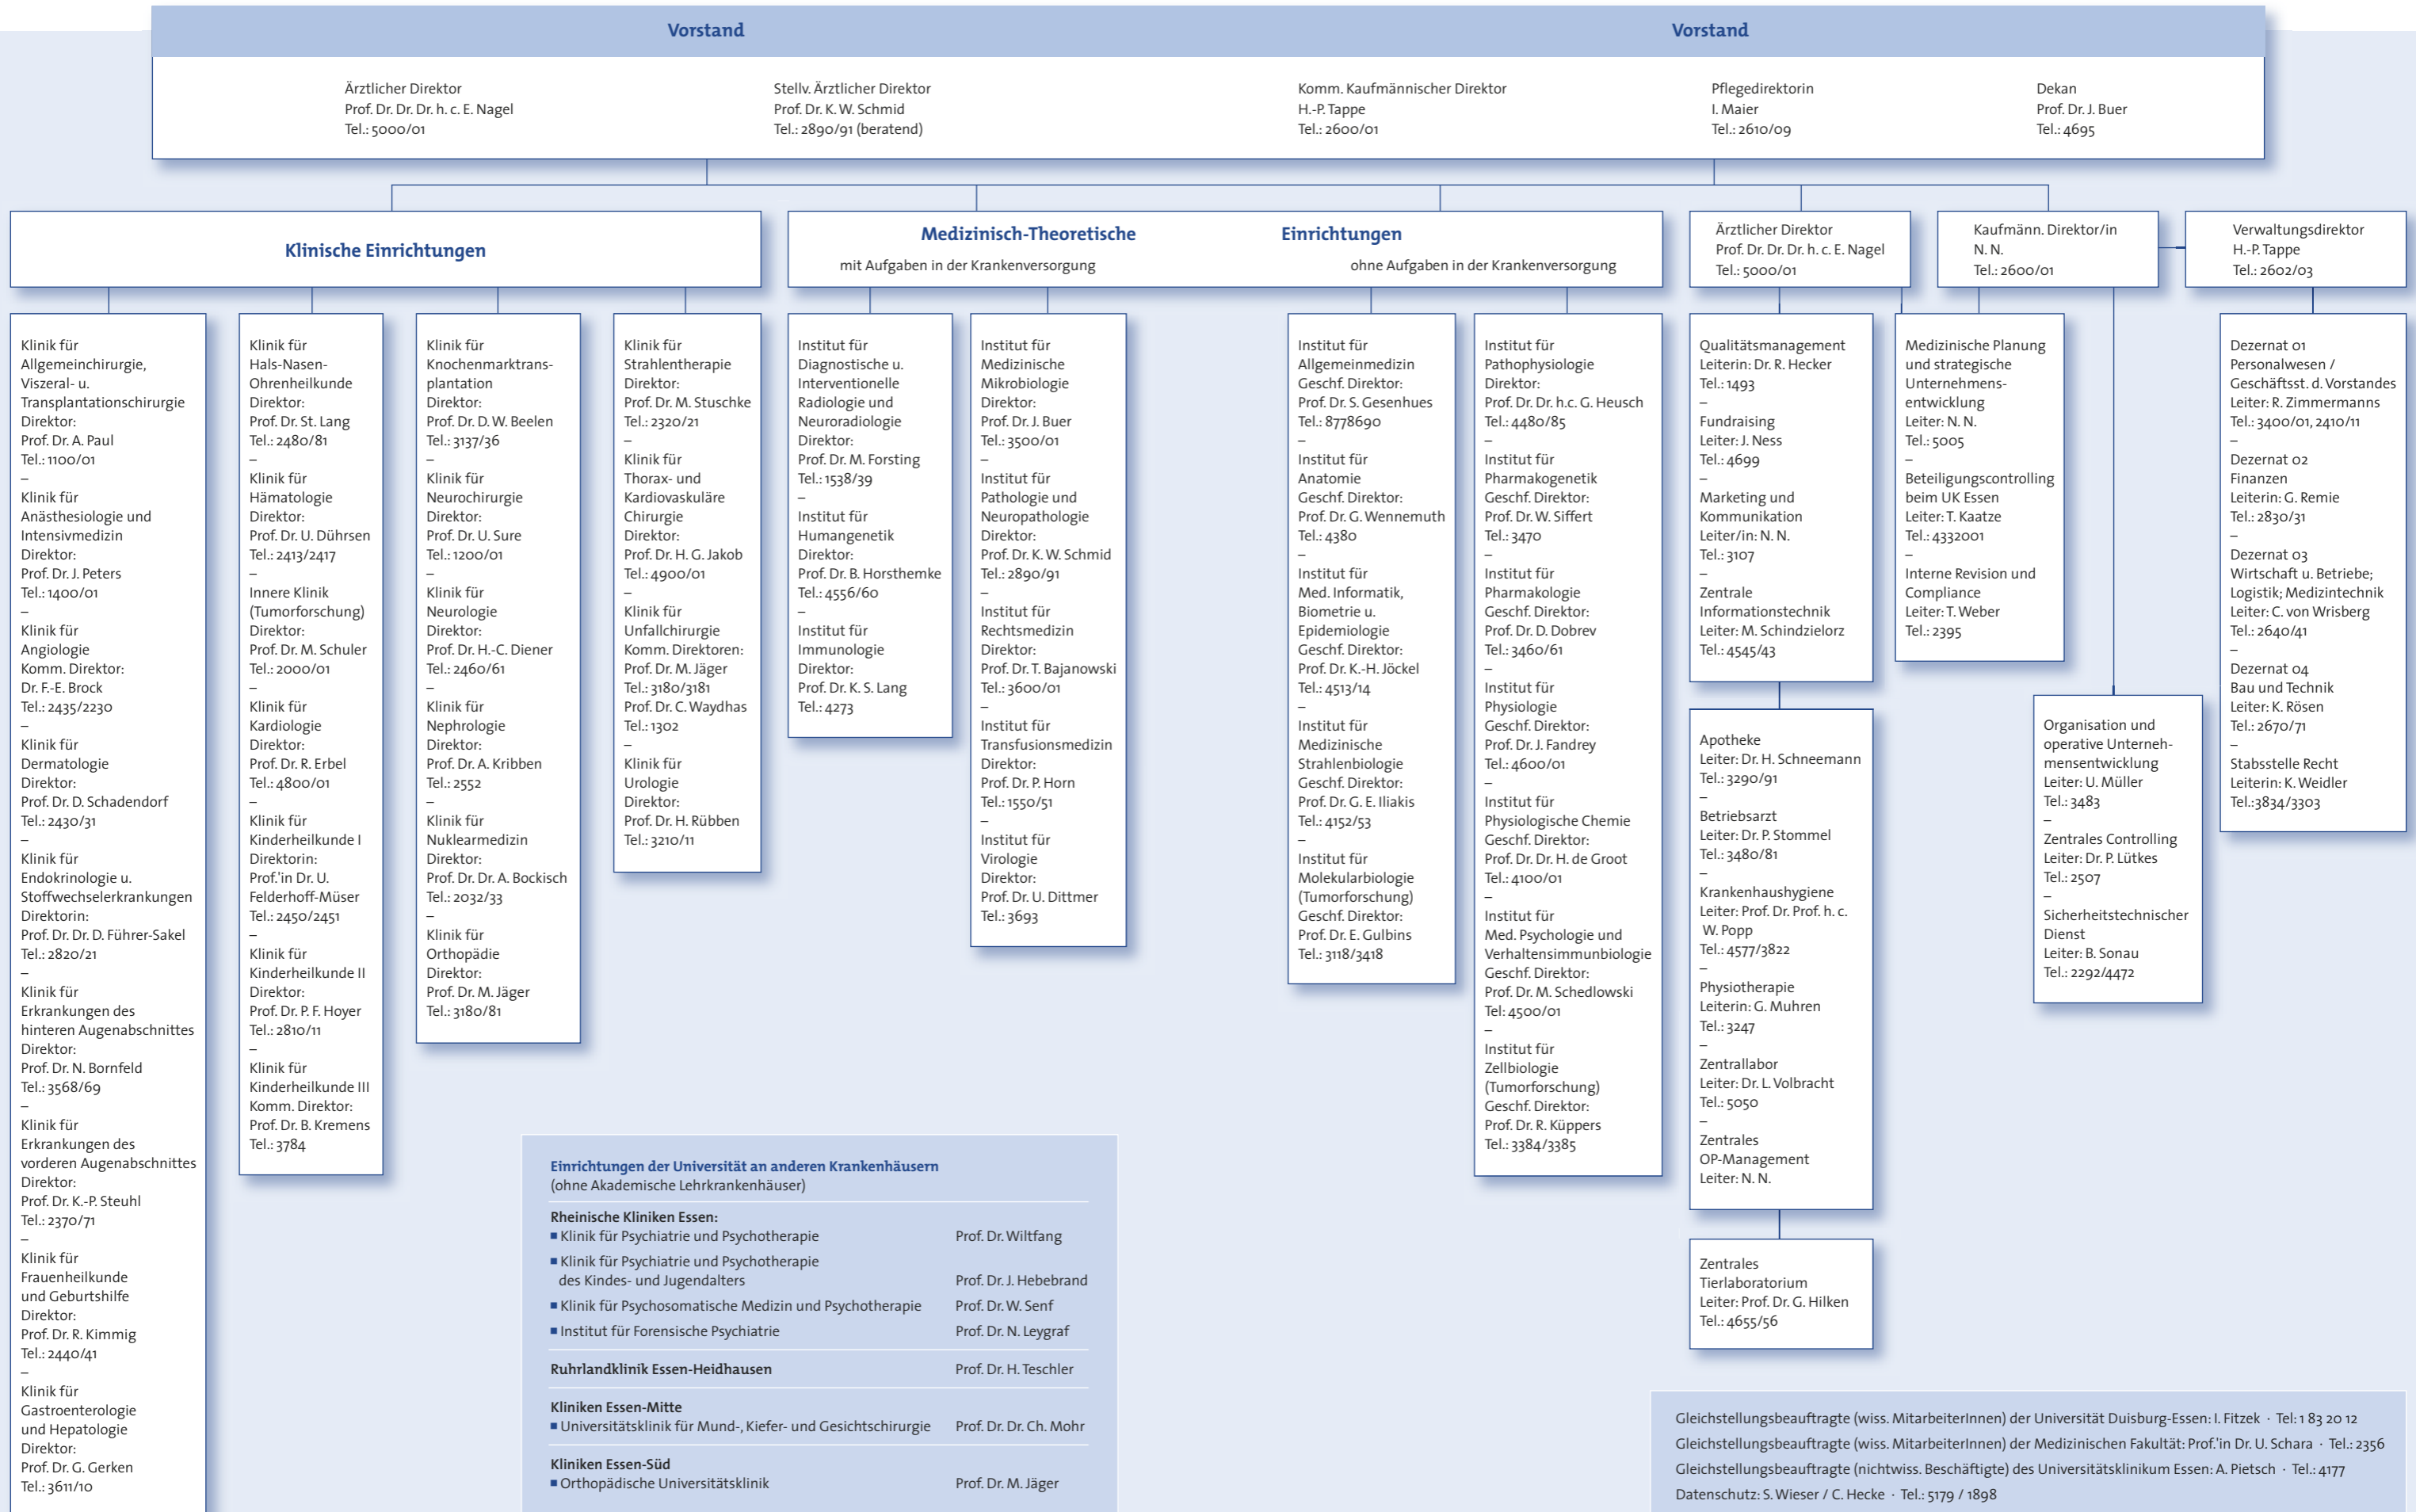 Vorstand
Vorstand
Ärztlicher Direktor
Prof. Dr. Dr. Dr. h. c. E. Nagel
Tel.: 5000/01
Stellv. Ärztlicher Direktor
Prof. Dr. K. W. Schmid
Tel.: 2890/91 (beratend)
Komm. Kaufmännischer Direktor
H.-P. Tappe
Tel.: 2600/01
Pflegedirektorin
I. Maier
Tel.: 2610/09
Dekan
Prof. Dr. J. Buer
Tel.: 4695
Klinische Einrichtungen
Medizinisch-Theoretische
Einrichtungen
mit Aufgaben in der Krankenversorgung
ohne Aufgaben in der Krankenversorgung
Ärztlicher Direktor
Prof. Dr. Dr. Dr. h. c. E. Nagel
Tel.: 5000/01
Kaufmänn. Direktor/in
N. N.
Tel.: 2600/01
Verwaltungsdirektor
H.-P. Tappe
Tel.: 2602/03
Klinik für
Allgemeinchirurgie,
Viszeral- u.
Transplantationschirurgie
Direktor:
Prof. Dr. A. Paul
Tel.: 1100/01
–
Klinik für
Anästhesiologie und
Intensivmedizin
Direktor:
Prof. Dr. J. Peters
Tel.: 1400/01
–
Klinik für
Angiologie
Komm. Direktor:
Dr. F.-E. Brock
Tel.: 2435/2230
–
Klinik für
Dermatologie
Direktor:
Prof. Dr. D. Schadendorf
Tel.: 2430/31
–
Klinik für
Endokrinologie u.
Stoffwechselerkrankungen
Direktorin:
Prof. Dr. Dr. D. Führer-Sakel
Tel.: 2820/21
–
Klinik für
Erkrankungen des
hinteren Augenabschnittes
Direktor:
Prof. Dr. N. Bornfeld
Tel.: 3568/69
–
Klinik für
Erkrankungen des
vorderen Augenabschnittes
Direktor:
Prof. Dr. K.-P. Steuhl
Tel.: 2370/71
–
Klinik für
Frauenheilkunde
und Geburtshilfe
Direktor:
Prof. Dr. R. Kimmig
Tel.: 2440/41
–
Klinik für
Gastroenterologie
und Hepatologie
Direktor:
Prof. Dr. G. Gerken
Tel.: 3611/10
Klinik für
Hals-Nasen-
Ohrenheilkunde
Direktor:
Prof. Dr. St. Lang
Tel.: 2480/81
–
Klinik für
Hämatologie
Direktor:
Prof. Dr. U. Dührsen
Tel.: 2413/2417
–
Innere Klinik
(Tumorforschung)
Direktor:
Prof. Dr. M. Schuler
Tel.: 2000/01
–
Klinik für
Kardiologie
Direktor:
Prof. Dr. R. Erbel
Tel.: 4800/01
–
Klinik für
Kinderheilkunde I
Direktorin:
Prof.'in Dr. U.
Felderhoff-Müser
Tel.: 2450/2451
–
Klinik für
Kinderheilkunde II
Direktor:
Prof. Dr. P. F. Hoyer
Tel.: 2810/11
–
Klinik für
Kinderheilkunde III
Komm. Direktor:
Prof. Dr. B. Kremens
Tel.: 3784
Klinik für
Knochenmarktrans-
plantation
Direktor:
Prof. Dr. D. W. Beelen
Tel.: 3137/36
–
Klinik für
Neurochirurgie
Direktor:
Prof. Dr. U. Sure
Tel.: 1200/01
–
Klinik für
Neurologie
Direktor:
Prof. Dr. H.-C. Diener
Tel.: 2460/61
–
Klinik für
Nephrologie
Direktor:
Prof. Dr. A. Kribben
Tel.: 2552
–
Klinik für
Nuklearmedizin
Direktor:
Prof. Dr. Dr. A. Bockisch
Tel.: 2032/33
–
Klinik für
Orthopädie
Direktor:
Prof. Dr. M. Jäger
Tel.: 3180/81
Klinik für
Strahlentherapie
Direktor:
Prof. Dr. M. Stuschke
Tel.: 2320/21
–
Klinik für
Thorax- und
Kardiovaskuläre
Chirurgie
Direktor:
Prof. Dr. H. G. Jakob
Tel.: 4900/01
–
Klinik für
Unfallchirurgie
Komm. Direktoren:
Prof. Dr. M. Jäger
Tel.: 3180/3181
Prof. Dr. C. Waydhas
Tel.: 1302
–
Klinik für
Urologie
Direktor:
Prof. Dr. H. Rübben
Tel.: 3210/11
Institut für
Diagnostische u.
Interventionelle
Radiologie und
Neuroradiologie
Direktor:
Prof. Dr. M. Forsting
Tel.: 1538/39
–
Institut für
Humangenetik
Direktor:
Prof. Dr. B. Horsthemke
Tel.: 4556/60
–
Institut für
Immunologie
Direktor:
Prof. Dr. K. S. Lang
Tel.: 4273
Institut für
Medizinische
Mikrobiologie
Direktor:
Prof. Dr. J. Buer
Tel.: 3500/01
–
Institut für
Pathologie und
Neuropathologie
Direktor:
Prof. Dr. K. W. Schmid
Tel.: 2890/91
–
Institut für
Rechtsmedizin
Direktor:
Prof. Dr. T. Bajanowski
Tel.: 3600/01
–
Institut für
Transfusionsmedizin
Direktor:
Prof. Dr. P. Horn
Tel.: 1550/51
–
Institut für
Virologie
Direktor:
Prof. Dr. U. Dittmer
Tel.: 3693
Institut für
Allgemeinmedizin
Geschf. Direktor:
Prof. Dr. S. Gesenhues
Tel.: 8778690
–
Institut für
Anatomie
Geschf. Direktor:
Prof. Dr. G. Wennemuth
Tel.: 4380
–
Institut für
Med. Informatik,
Biometrie u.
Epidemiologie
Geschf. Direktor:
Prof. Dr. K.-H. Jöckel
Tel.: 4513/14
–
Institut für
Medizinische
Strahlenbiologie
Geschf. Direktor:
Prof. Dr. G. E. Iliakis
Tel.: 4152/53
–
Institut für
Molekularbiologie
(Tumorforschung)
Geschf. Direktor:
Prof. Dr. E. Gulbins
Tel.: 3118/3418
Institut für
Pathophysiologie
Direktor:
Prof. Dr. Dr. h.c. G. Heusch
Tel.: 4480/85
–
Institut für
Pharmakogenetik
Geschf. Direktor:
Prof. Dr. W. Siffert
Tel.: 3470
–
Institut für
Pharmakologie
Geschf. Direktor:
Prof. Dr. D. Dobrev
Tel.: 3460/61
–
Institut für
Physiologie
Geschf. Direktor:
Prof. Dr. J. Fandrey
Tel.: 4600/01
–
Institut für
Physiologische Chemie
Geschf. Direktor:
Prof. Dr. Dr. H. de Groot
Tel.: 4100/01
–
Institut für
Med. Psychologie und
Verhaltensimmunbiologie
Geschf. Direktor:
Prof. Dr. M. Schedlowski
Tel: 4500/01
–
Institut für
Zellbiologie
(Tumorforschung)
Geschf. Direktor:
Prof. Dr. R. Küppers
Tel.: 3384/3385
Qualitätsmanagement
Leiterin: Dr. R. Hecker
Tel.: 1493
–
Fundraising
Leiter: J. Ness
Tel.: 4699
–
Marketing und
Kommunikation
Leiter/in: N. N.
Tel.: 3107
–
Zentrale
Informationstechnik
Leiter: M. Schindzielorz
Tel.: 4545/43
Apotheke
Leiter: Dr. H. Schneemann
Tel.: 3290/91
–
Betriebsarzt
Leiter: Dr. P. Stommel
Tel.: 3480/81
–
Krankenhaushygiene
Leiter: Prof. Dr. Prof. h. c.
W. Popp
Tel.: 4577/3822
–
Physiotherapie
Leiterin: G. Muhren
Tel.: 3247
–
Zentrallabor
Leiter: Dr. L. Volbracht
Tel.: 5050
–
Zentrales
OP-Management
Leiter: N. N.
Zentrales
Tierlaboratorium
Leiter: Prof. Dr. G. Hilken
Tel.: 4655/56
Medizinische Planung
und strategische
Unternehmens-
entwicklung
Leiter: N. N.
Tel.: 5005
–
Beteiligungscontrolling
beim UK Essen
Leiter: T. Kaatze
Tel.: 4332001
–
Interne Revision und
Compliance
Leiter: T. Weber
Tel.: 2395
Organisation und
operative Unterneh-
mensentwicklung
Leiter: U. Müller
Tel.: 3483
–
Zentrales Controlling
Leiter: Dr. P. Lütkes
Tel.: 2507
–
Sicherheitstechnischer
Dienst
Leiter: B. Sonau
Tel.: 2292/4472
Dezernat 01
Personalwesen /
Geschäftsst. d. Vorstandes
Leiter: R. Zimmermanns
Tel.: 3400/01, 2410/11
–
Dezernat 02
Finanzen
Leiterin: G. Remie
Tel.: 2830/31
–
Dezernat 03
Wirtschaft u. Betriebe;
Logistik; Medizintechnik
Leiter: C. von Wrisberg
Tel.: 2640/41
–
Dezernat 04
Bau und Technik
Leiter: K. Rösen
Tel.: 2670/71
–
Stabsstelle Recht
Leiterin: K. Weidler
Tel.:3834/3303
Einrichtungen der Universität an anderen Krankenhäusern
(ohne Akademische Lehrkrankenhäuser)
Rheinische Kliniken Essen:
■ Klinik für Psychiatrie und Psychotherapie Prof. Dr. Wiltfang
■ Klinik für Psychiatrie und Psychotherapie
des Kindes- und Jugendalters Prof. Dr. J. Hebebrand
■ Klinik für Psychosomatische Medizin und Psychotherapie Prof. Dr. W. Senf
■ Institut für Forensische Psychiatrie Prof. Dr. N. Leygraf
Ruhrlandklinik Essen-Heidhausen Prof. Dr. H. Teschler
Kliniken Essen-Mitte
■ Universitätsklinik für Mund-, Kiefer- und Gesichtschirurgie Prof. Dr. Dr. Ch. Mohr
Kliniken Essen-Süd
■ Orthopädische Universitätsklinik Prof. Dr. M. Jäger
Gleichstellungsbeauftragte (wiss. MitarbeiterInnen) der Universität Duisburg-Essen: I. Fitzek · Tel: 1 83 20 12
Gleichstellungsbeauftragte (wiss. MitarbeiterInnen) der Medizinischen Fakultät: Prof.'in Dr. U. Schara · Tel.: 2356
Gleichstellungsbeauftragte (nichtwiss. Beschäftigte) des Universitätsklinikum Essen: A. Pietsch · Tel.: 4177
Datenschutz: S. Wieser / C. Hecke · Tel.: 5179 / 1898